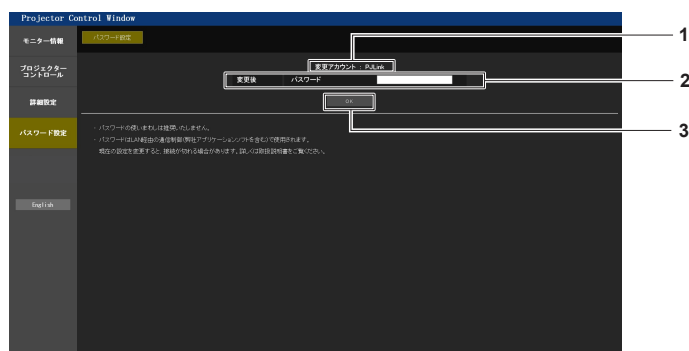 Projector Control Window
モニター情報
パスワード設定
1
変更アカウント : PJLink
プロジェクター
コントロール
変更後 パスワード
2
詳細設定
OK
パスワード設定
・パスワードの使いまわしは推奨いたしません。
・パスワードはLAN経由の通信制御(弊社アプリケーションソフトを含む)で使用されます。
現在の設定を変更すると、接続が切れる場合があります。詳しくは取扱説明書をご覧ください。
3
English